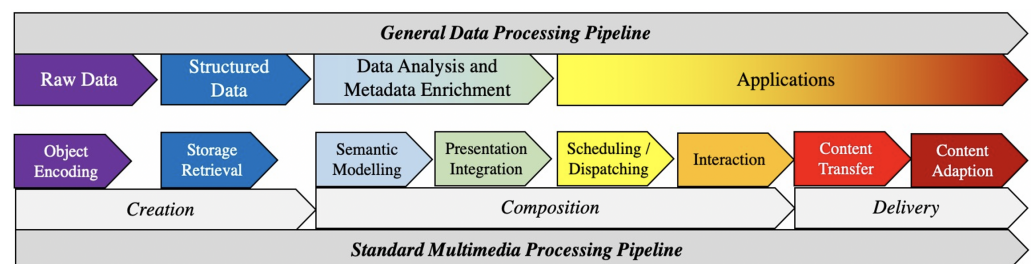 General Data Processing Pipeline
Raw Data
Structured
Data
Data Analysis and
Metadata Enrichment
Applications
Object
Encoding
Storage
Retrieval
Semantic
Modelling
Presentation
Integration
Scheduling /
Dispatching
Interaction
Content
Transfer
Content
Adaption
Creation
Composition
Delivery
Standard Multimedia Processing Pipeline